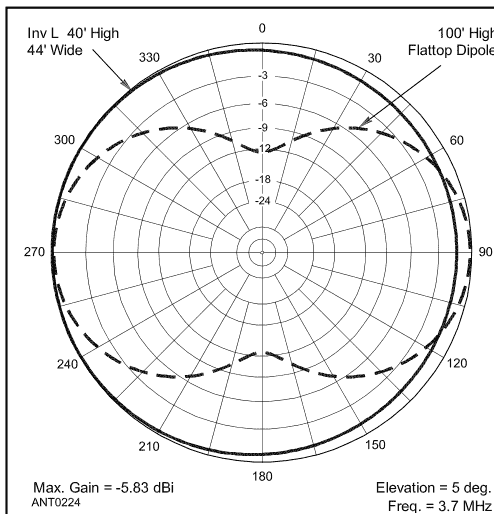 Inv L 40' High
44' Wide
100' High
Flattop Dipole
0
30
60
90
120
150
180
210
240
270
300
330
-3
-6
-9
-12
-18
-24
Max. Gain = -5.83 dBi
ANT0224
Elevation = 5 deg.
Freq. = 3.7 MHz